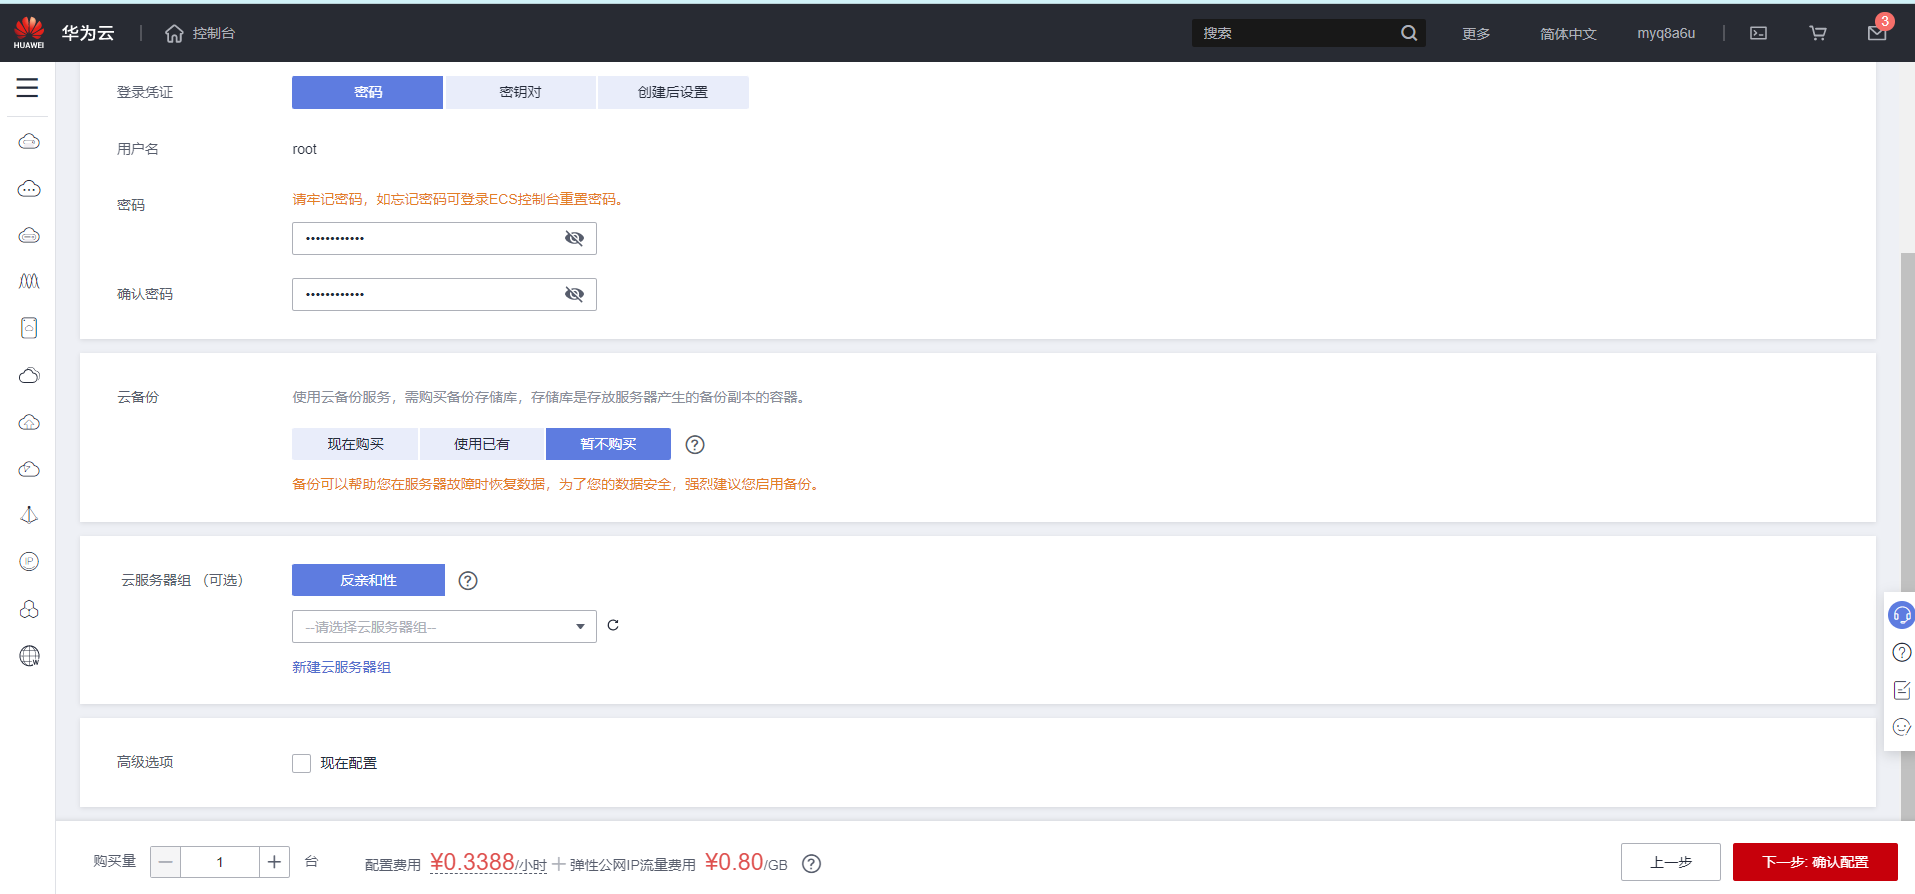 HUAWEI
华为云
控制台
搜索
更多
简体中文
myq8a6u
3
登录凭证
密码
密钥对
创建后设置
用户名
root
密码
请牢记密码，如忘记密码可登录ECS控制台重置密码。
••••••••••••
确认密码
••••••••••••
云备份
使用云备份服务，需购买备份存储库，存储库是存放服务器产生的备份副本的容器。
现在购买
使用已有
暂不购买
备份可以帮助您在服务器故障时恢复数据，为了您的数据安全，强烈建议您启用备份。
IP
云服务器组 （可选）
反亲和性
--请选择云服务器组--
新建云服务器组
高级选项
现在配置
购买量
1
台
配置费用 ¥0.3388/小时 + 弹性公网IP流量费用 ¥0.80/GB
上一步
下一步: 确认配置